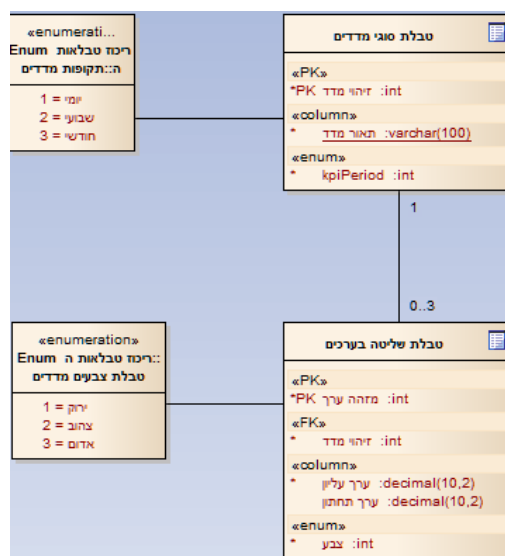 «enumerati...
ריכוז טבלאות Enum
ה::תקופות מדדים
יומי = 1
שבועי = 2
חודשי = 3
טבלת סוגי מדדים
«PK»
*PK זיהוי מדד :int
«column»
* תאור מדד :varchar(100)
«enum»
* kpiPeriod :int
1
0..3
«enumeration»
ריכוז טבלאות ה Enum::
טבלת צבעים מדדים
ירוק = 1
צהוב = 2
אדום = 3
טבלת שליטה בערכים
«PK»
*PK מזהה ערך :int
«FK»
* זיהוי מדד :int
«column»
* ערך עליון :decimal(10,2)
ערך תחתון :decimal(10,2)
«enum»
* צבע :int